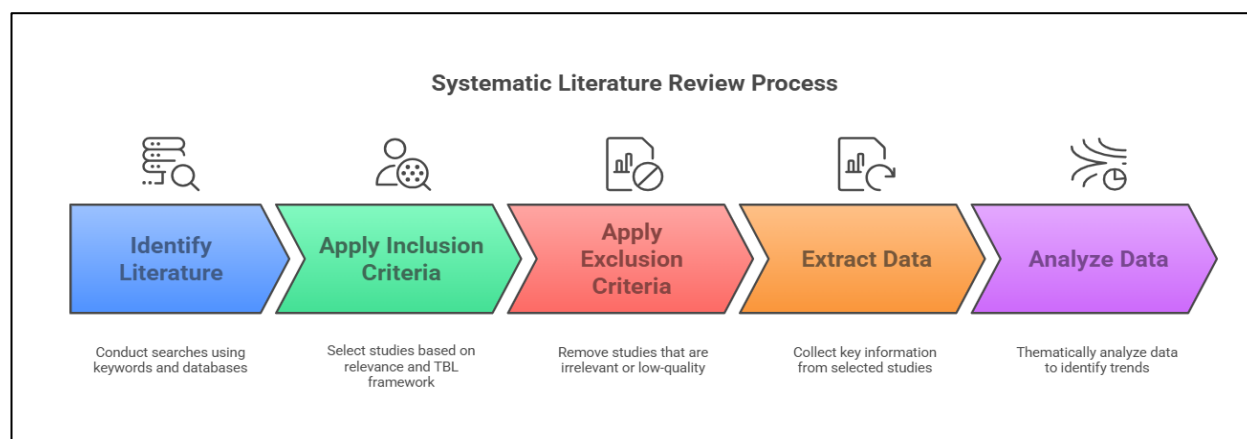 Systematic Literature Review Process
Identify
Literature
Apply Inclusion
Criteria
Apply
Exclusion
Criteria
Extract Data
Analyze Data
Conduct searches using
keywords and databases
Select studies based on
relevance and TBL
framework
Remove studies that are
irrelevant or low-quality
Collect key information
from selected studies
Thematically analyze data
to identify trends